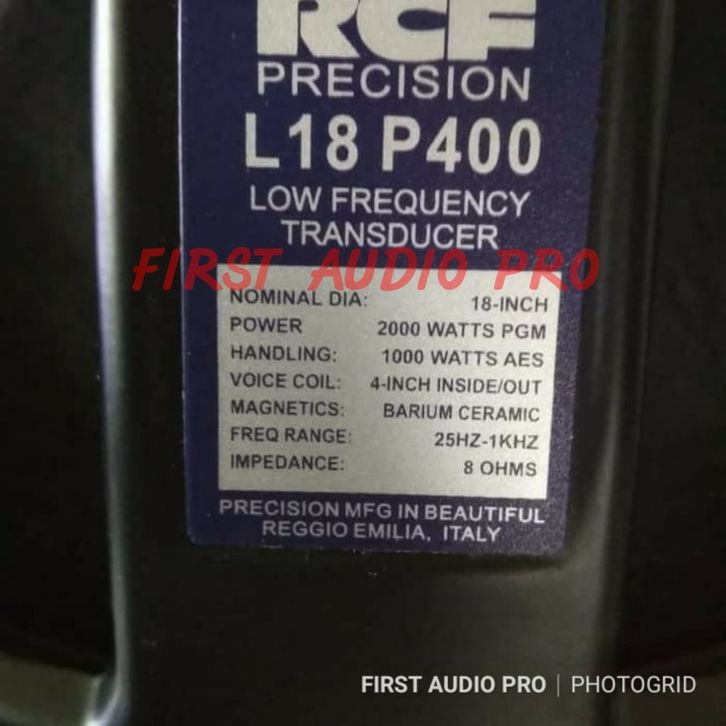 RCF
PRECISION
L18 P400
LOW FREQUENCY
TRANSDUCER
FIRST AUDIO PRO
NOMINAL DIA: 18-INCH
POWER 2000 WATTS PGM
HANDLING: 1000 WATTS AES
VOICE COIL: 4-INCH INSIDE/OUT
MAGNETICS: BARIUM CERAMIC
FREQ RANGE: 25HZ-1KHZ
IMPEDANCE: 8 OHMS
PRECISION MFG IN BEAUTIFUL
REGGIO EMILIA, ITALY
FIRST AUDIO PRO | PHOTOGRID